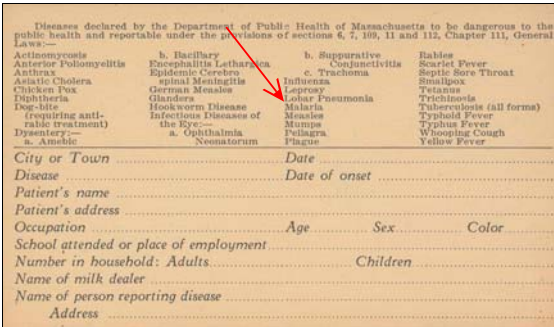 Diseases declared by the Department of Public Health of Massachusetts to be dangerous to the
public health and reportable under the provisions of sections 6, 7, 109, 11 and 112, Chapter 111, General
Laws:—
Actinomycosis
Anterior Poliomyelitis
Anthrax
Asiatic Cholera
Chicken Pox
Diphtheria
Dog-bite
(requiring anti-
rabic treatment)
Dysentery:—
a. Amebic
b. Bacillary
Encephalitis Lethargica
Epidemic Cerebro
spinal Meningitis
German Measles
Glanders
Hookworm Disease
Infectious Diseases of
the Eye:—
a. Ophthalmia
Neonatorum
b. Suppurative
Conjunctivitis
c. Trachoma
Influenza
Leprosy
Lobar Pneumonia
Malaria
Measles
Mumps
Pellagra
Plague
Rabies
Scarlet Fever
Septic Sore Throat
Smallpox
Tetanus
Trichinosis
Tuberculosis (all forms)
Typhoid Fever
Typhus Fever
Whooping Cough
Yellow Fever
City or Town Date
Disease Date of onset
Patient's name
Patient's address
Occupation Age Sex Color
School attended or place of employment
Number in household: Adults Children
Name of milk dealer
Name of person reporting disease
Address